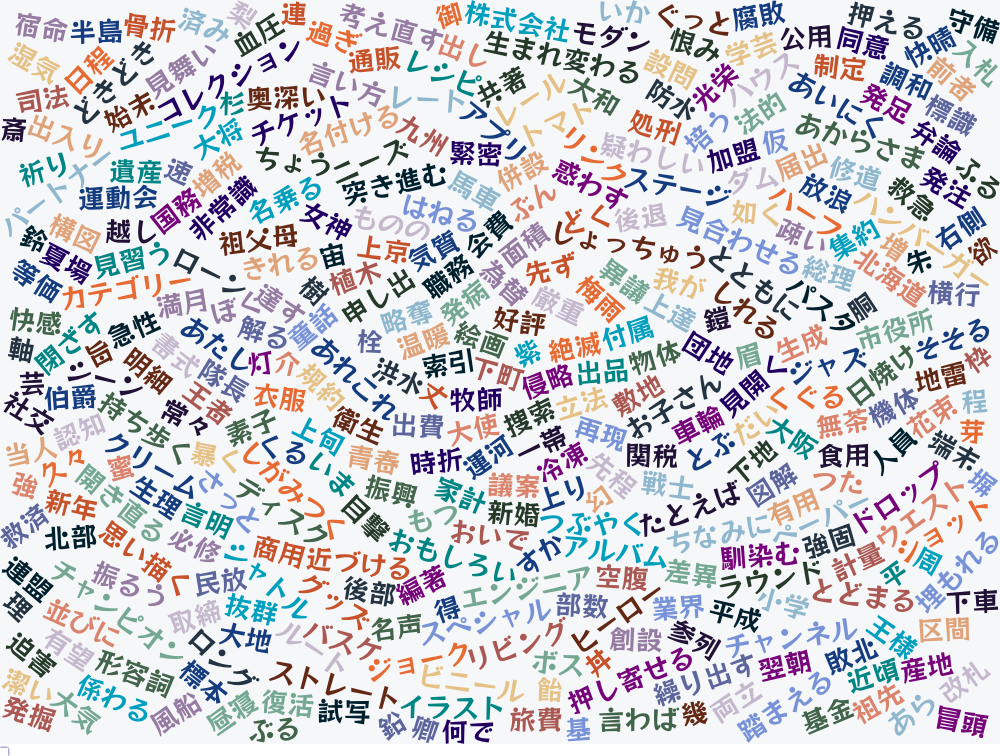 宿命
半島
骨折
済み
梨
血圧
連
過ぎ
考え直す
御
出し
株式会社
いか
モダン
ぐっと
腐敗
恨み
学芸
公用
押える
同意
守備
快晴
入札
湿気
日程
どきどき
見舞い
コレクション
通販
レシピ
生まれ変わる
設問
防水
光栄
ハウス
制定
調和
前者
司法
始末
ユニーク
杉
奥深い
言い方
レート
共著
レール
大和
処刑
培う
法的
あいにく
発足
標識
斎
出入り
大将
チケット
名付ける
九州
アプリ
トマト
リンク
疑わしい
加盟
仮
あからさま
弁論
ふる
祈り
パートナー
遺産
速
増税
ちょう
ニーズ
緊密
併設
惑わす
ステージ
ダム
届出
修道
救急
発注
運動会
国務
非常識
名乗る
突き進む
馬車
ぶん
どく
後退
見合わせる
如く
ハーフ
放浪
ハンバーガー
右側
欲
鈴
構図
越し
祖父母
女神
ものの
はねる
会費
面積
しょっちゅう
疎い
集約
増
朱
夏場
見習う
ローン
きれる
宙
上京
気質
職務
為替
先ず
異議
我が
とともに
総理
北海道
横行
等価
カテゴリー
満月
ぼく
達す
樹
植木
申し出
略奪
発病
厳重
梅雨
上達
しれる
パスタ
胴
快感
閉ざす
急性
あたし
解る
童話
栓
温暖
絵画
好評
紫
絶滅
付属
鎧
生成
市役所
軸
后
シーン
明細
書式
隊長
灯
介
あれこれ
洪水
索引
下町
侵略
出品
物体
団地
眉
ジャズ
日焼け
そそる
芸
伯爵
王者
衣服
規約
丈
牧師
敷地
お子さん
見聞く
くぐる
地雷
枠
社交
持ち歩く
常々
素子
上旬
衛生
出費
大使
捜索
立法
車輪
だい
無茶
機体
花束
程
当人
認知
クリーム
暴く
くる
いま
青春
時折
運河
一帯
再現
関税
とぶ
大阪
食用
人員
端末
芽
強
久々
聞き直る
蜜
さっと
しがみつく
振興
家計
議案
冷凍
先程
戦士
下地
図解
つた
ドロップ
堀
救済
新年
生理
言明
ディスク
目撃
もつ
新婚
上り
幻
つぶやく
たとえば
ちなみに
有用
ペーパー
ウエスト
北部
思い描く
必修
商用
近づける
おもしろい
おいで
すか
アルバム
馴染む
強固
計量
ショット
連盟
チャンピオン
振るう
民放
シャトル
グッズ
後部
編著
エンジニア
空腹
差異
ラウンド
とどまる
平
周
埋もれる
理
並びに
取締
抜群
名声
得
スペシャル
部数
ヒーロー
業界
平成
小学
下車
迫害
有望
形容詞
ロング
大地
ルート
バスケ
ジョーク
リビング
創設
参列
チャンネル
王様
区間
潔い
大気
係わる
標本
ストレート
ビニール
ボス
丼
押し寄せる
繰り出す
翌朝
敗北
近頃
産地
発掘
風船
感寝
復活
ぶる
試写
鉛
イラスト
卿
何で
飴
旅費
基
言わば
幾
両立
踏まえる
基金
祖先
あら
改札
冒頭